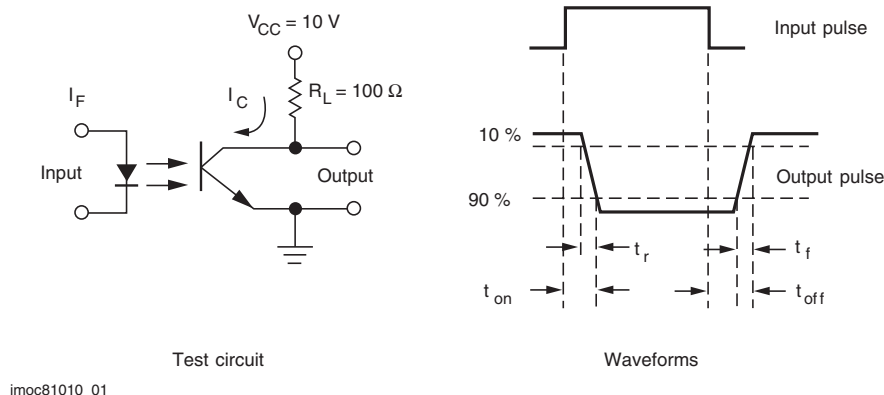 V_CC = 10 V
I_F
I_C
R_L = 100 Ω
Input
Output
Test circuit
Input pulse
10 %
Output pulse
90 %
t_r
t_f
t_on
t_off
Waveforms
imoc81010_01